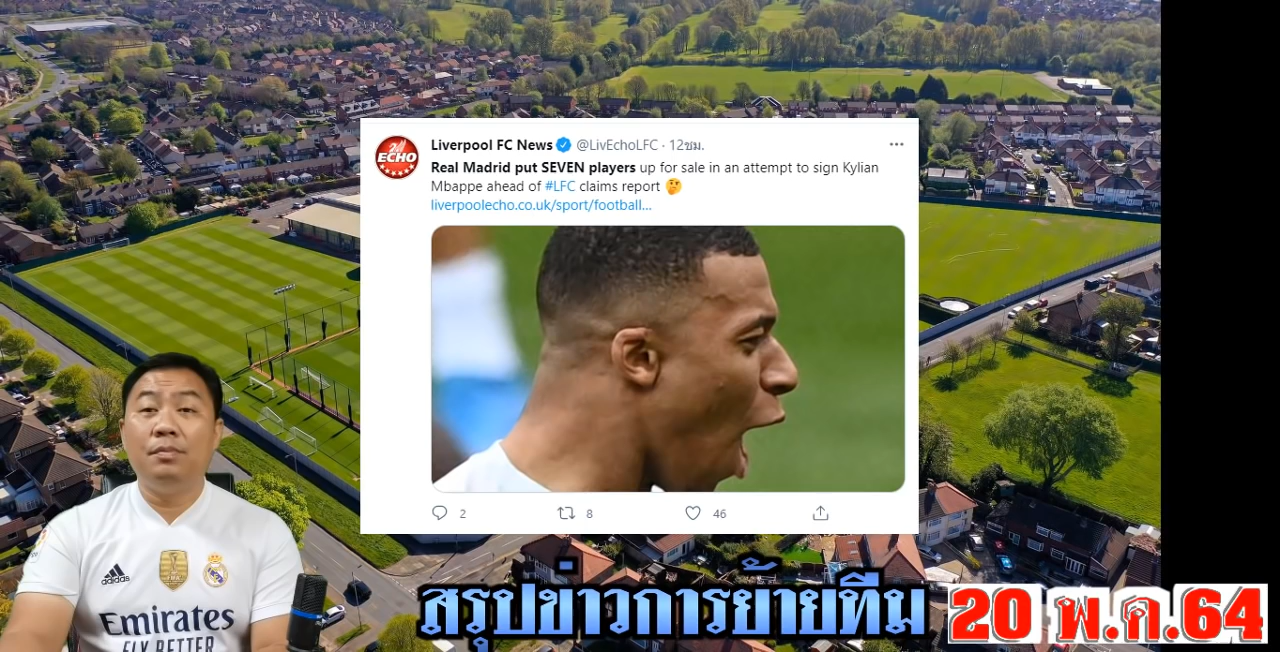 ECHO
Liverpool FC News @LivEchoLFC · 12ชม.
Real Madrid put SEVEN players up for sale in an attempt to sign Kylian
Mbappe ahead of #LFC claims report 🤔
liverpoolecho.co.uk/sport/football...
2 8 46
adidas
Emirates
FLY BETTER
สรุปข่าวการย้ายทีม 20 พ.ค.64